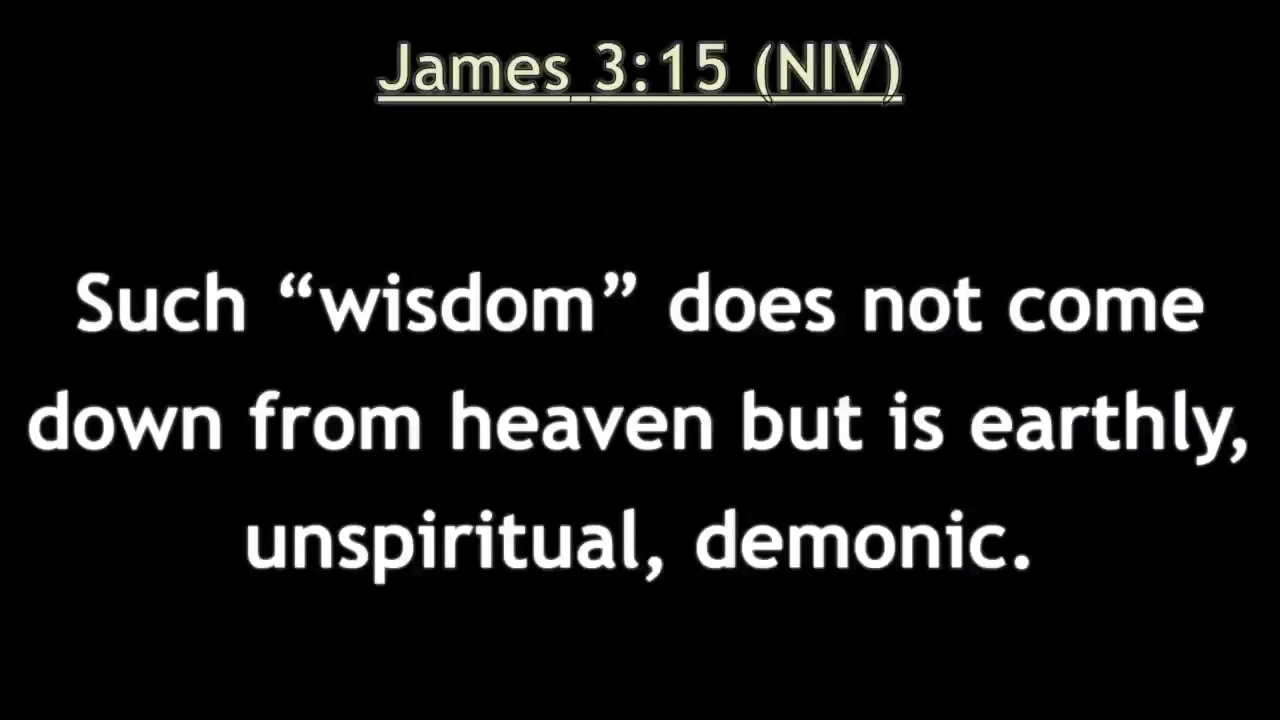 James 3:15 (NIV)
Such “wisdom” does not come
down from heaven but is earthly,
unspiritual, demonic.